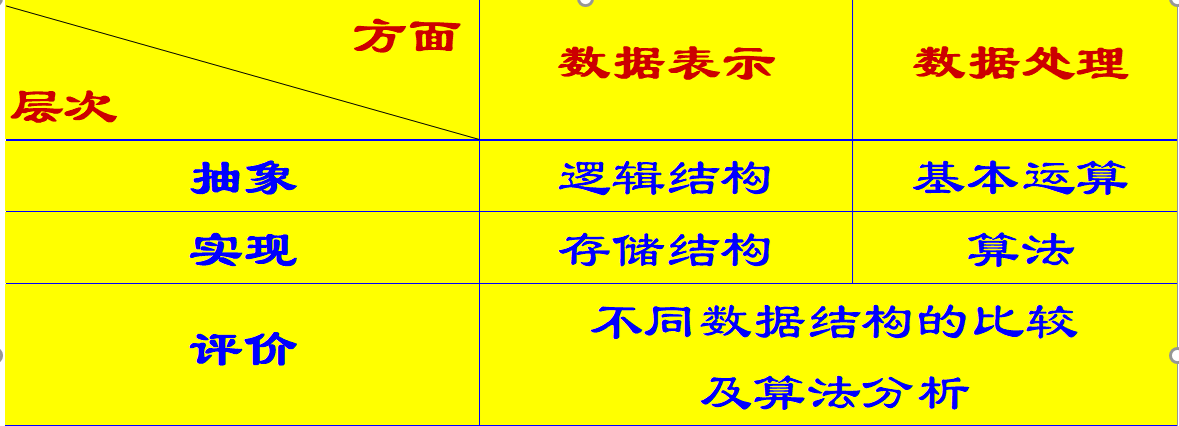 方面
层次
数据表示
数据处理
抽象
逻辑结构
基本运算
实现
存储结构
算法
评价
不同数据结构的比较
及算法分析